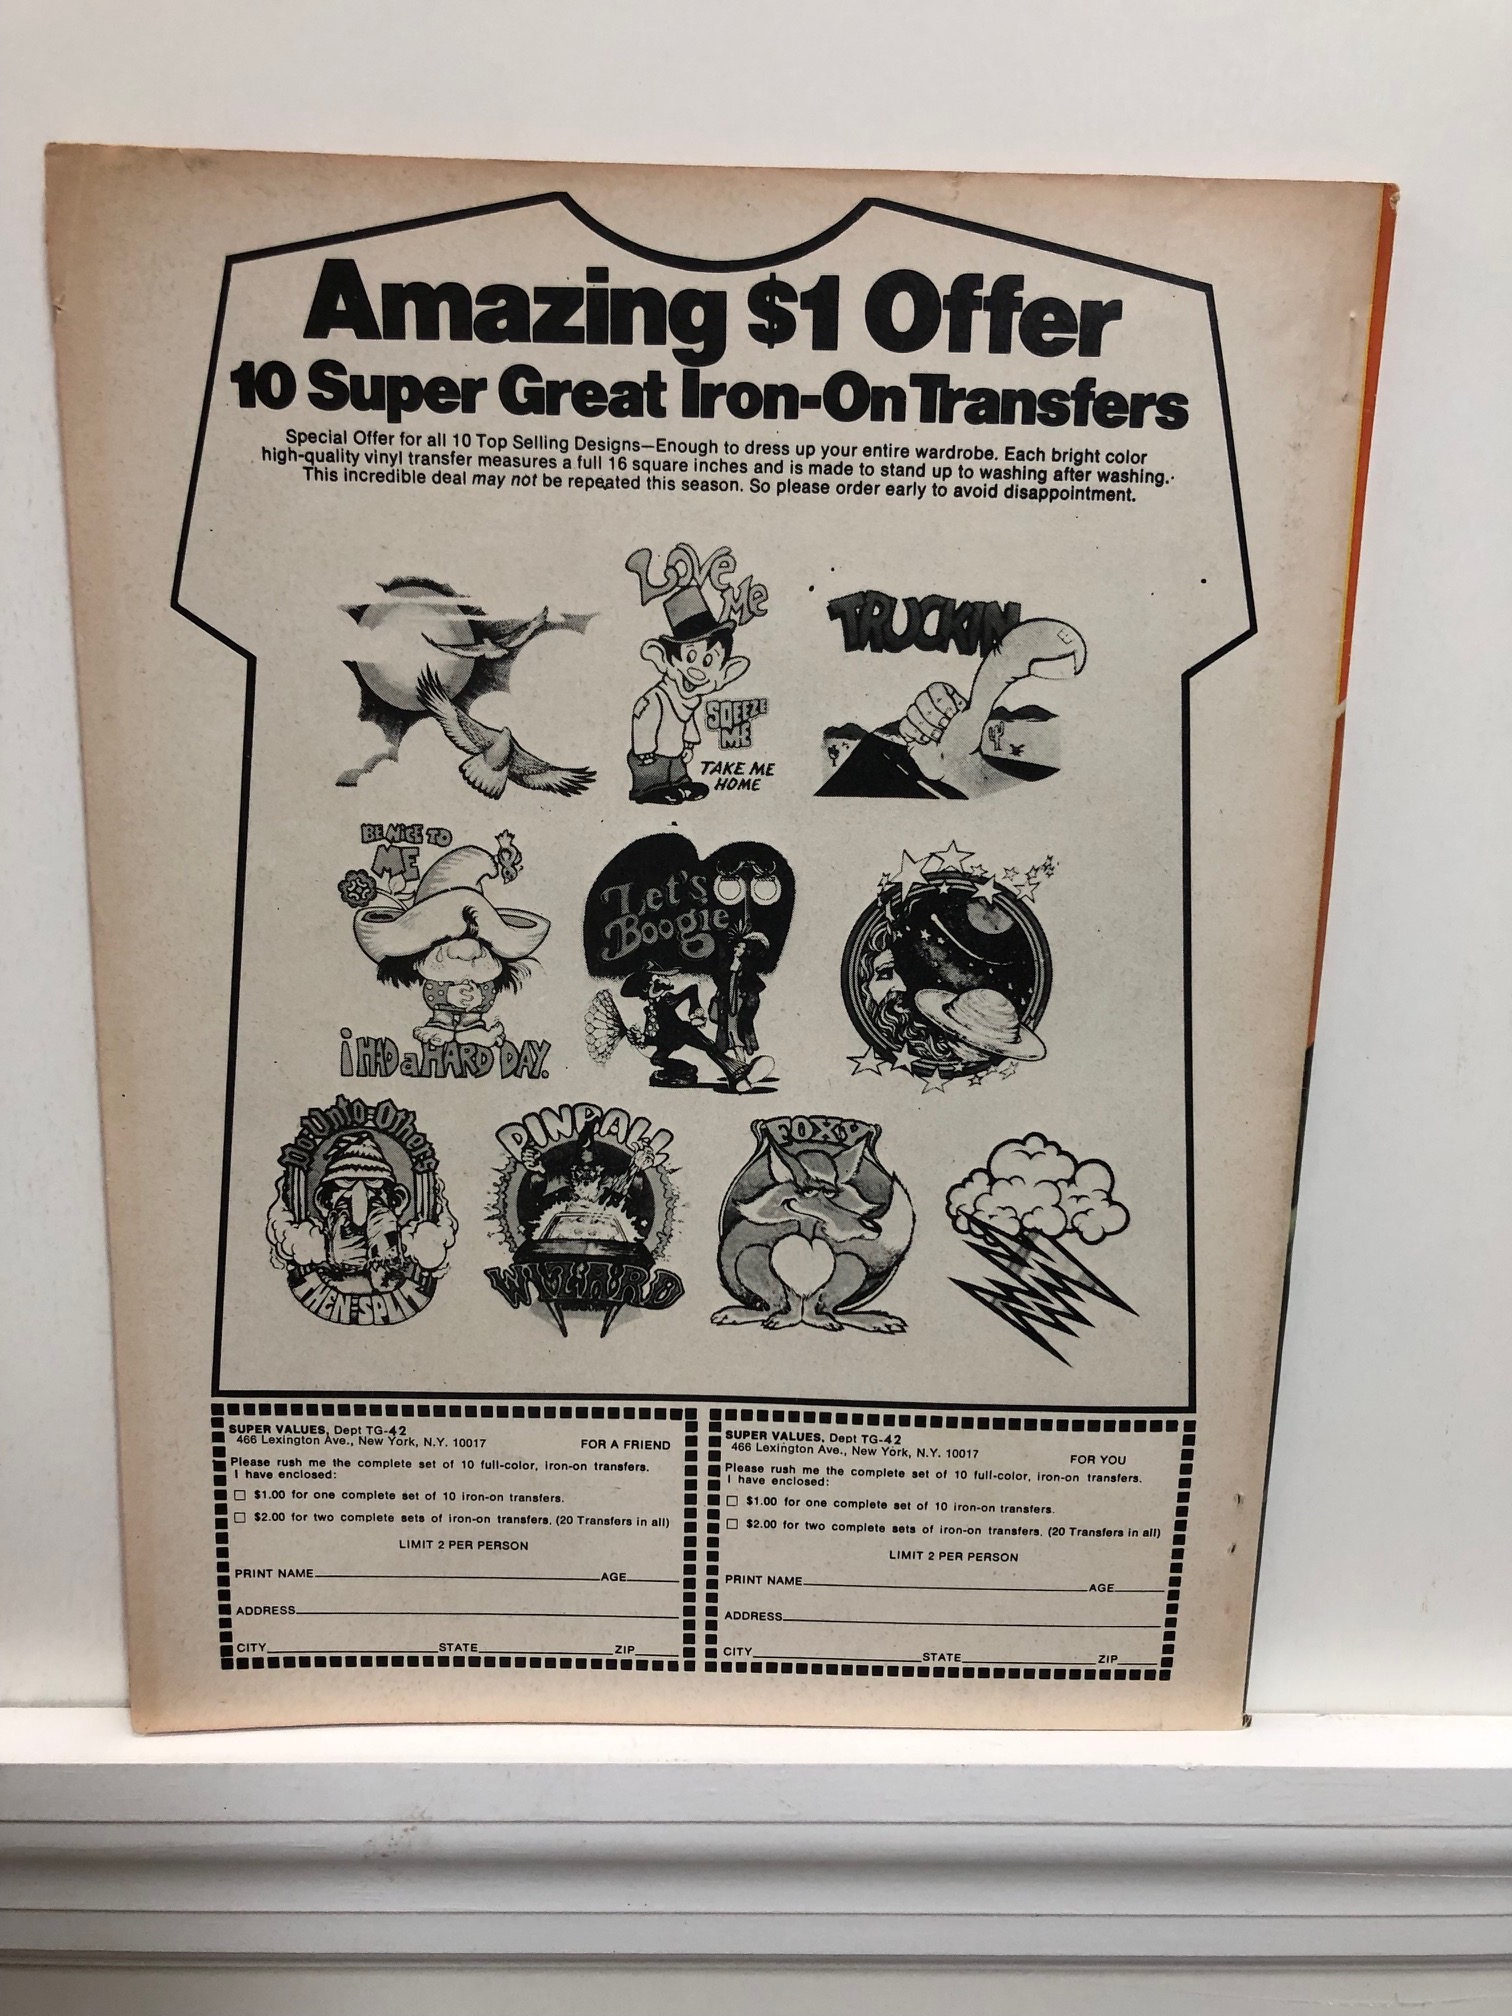 Amazing $1 Offer
10 Super Great Iron-On Transfers
Special Offer for all 10 Top Selling Designs—Enough to dress up your entire wardrobe. Each bright color
high-quality vinyl transfer measures a full 16 square inches and is made to stand up to washing after washing.
This incredible deal may not be repeated this season. So please order early to avoid disappointment.
LOVE
ME
SQEEZE
ME
TAKE ME
HOME
TRUCKIN
BE NICE TO
ME
i HAD a HARD DAY.
Let's
Boogie
Do-Unto-Others
THEN-SPLIT
PINBALL
WIZARD
FOXY
SUPER VALUES, Dept TG-42
466 Lexington Ave., New York, N.Y. 10017 FOR A FRIEND
Please rush me the complete set of 10 full-color, iron-on transfers.
I have enclosed:
$1.00 for one complete set of 10 iron-on transfers.
$2.00 for two complete sets of iron-on transfers. (20 Transfers in all)
LIMIT 2 PER PERSON
PRINT NAME AGE
ADDRESS
CITY STATE ZIP
SUPER VALUES, Dept TG-42
466 Lexington Ave., New York, N.Y. 10017 FOR YOU
Please rush me the complete set of 10 full-color, iron-on transfers.
I have enclosed:
$1.00 for one complete set of 10 iron-on transfers.
$2.00 for two complete sets of iron-on transfers. (20 Transfers in all)
LIMIT 2 PER PERSON
PRINT NAME AGE
ADDRESS
CITY STATE ZIP